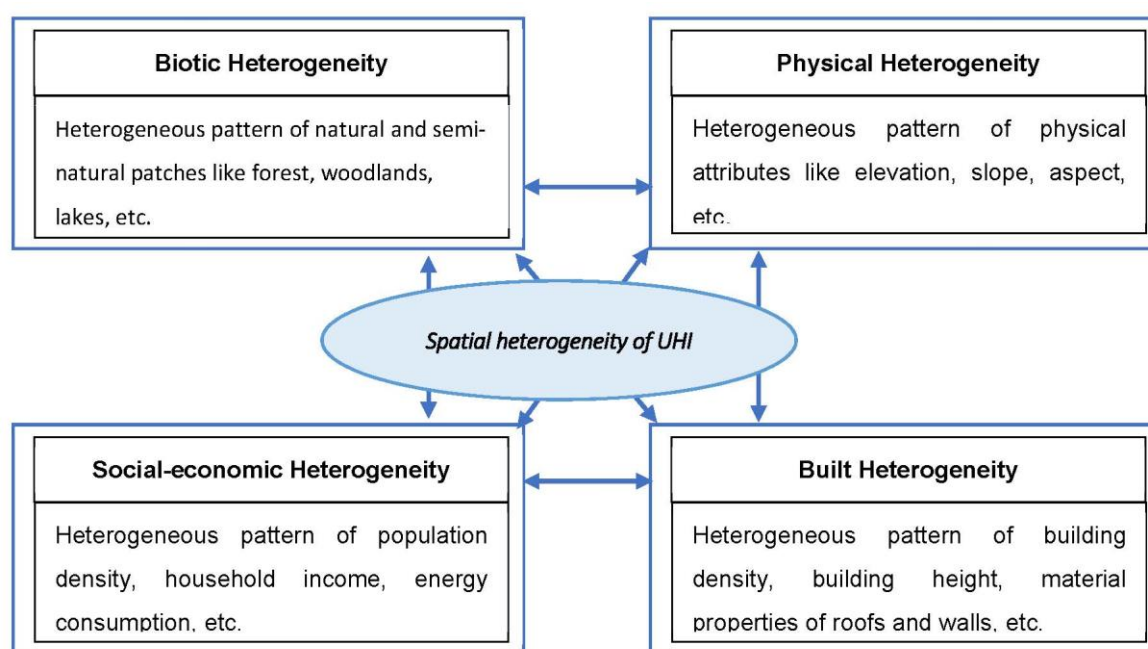 Biotic Heterogeneity
Heterogeneous pattern of natural and semi-
natural patches like forest, woodlands,
lakes, etc.
Physical Heterogeneity
Heterogeneous pattern of physical
attributes like elevation, slope, aspect,
etc.
Spatial heterogeneity of UHI
Social-economic Heterogeneity
Heterogeneous pattern of population
density, household income, energy
consumption, etc.
Built Heterogeneity
Heterogeneous pattern of building
density, building height, material
properties of roofs and walls, etc.